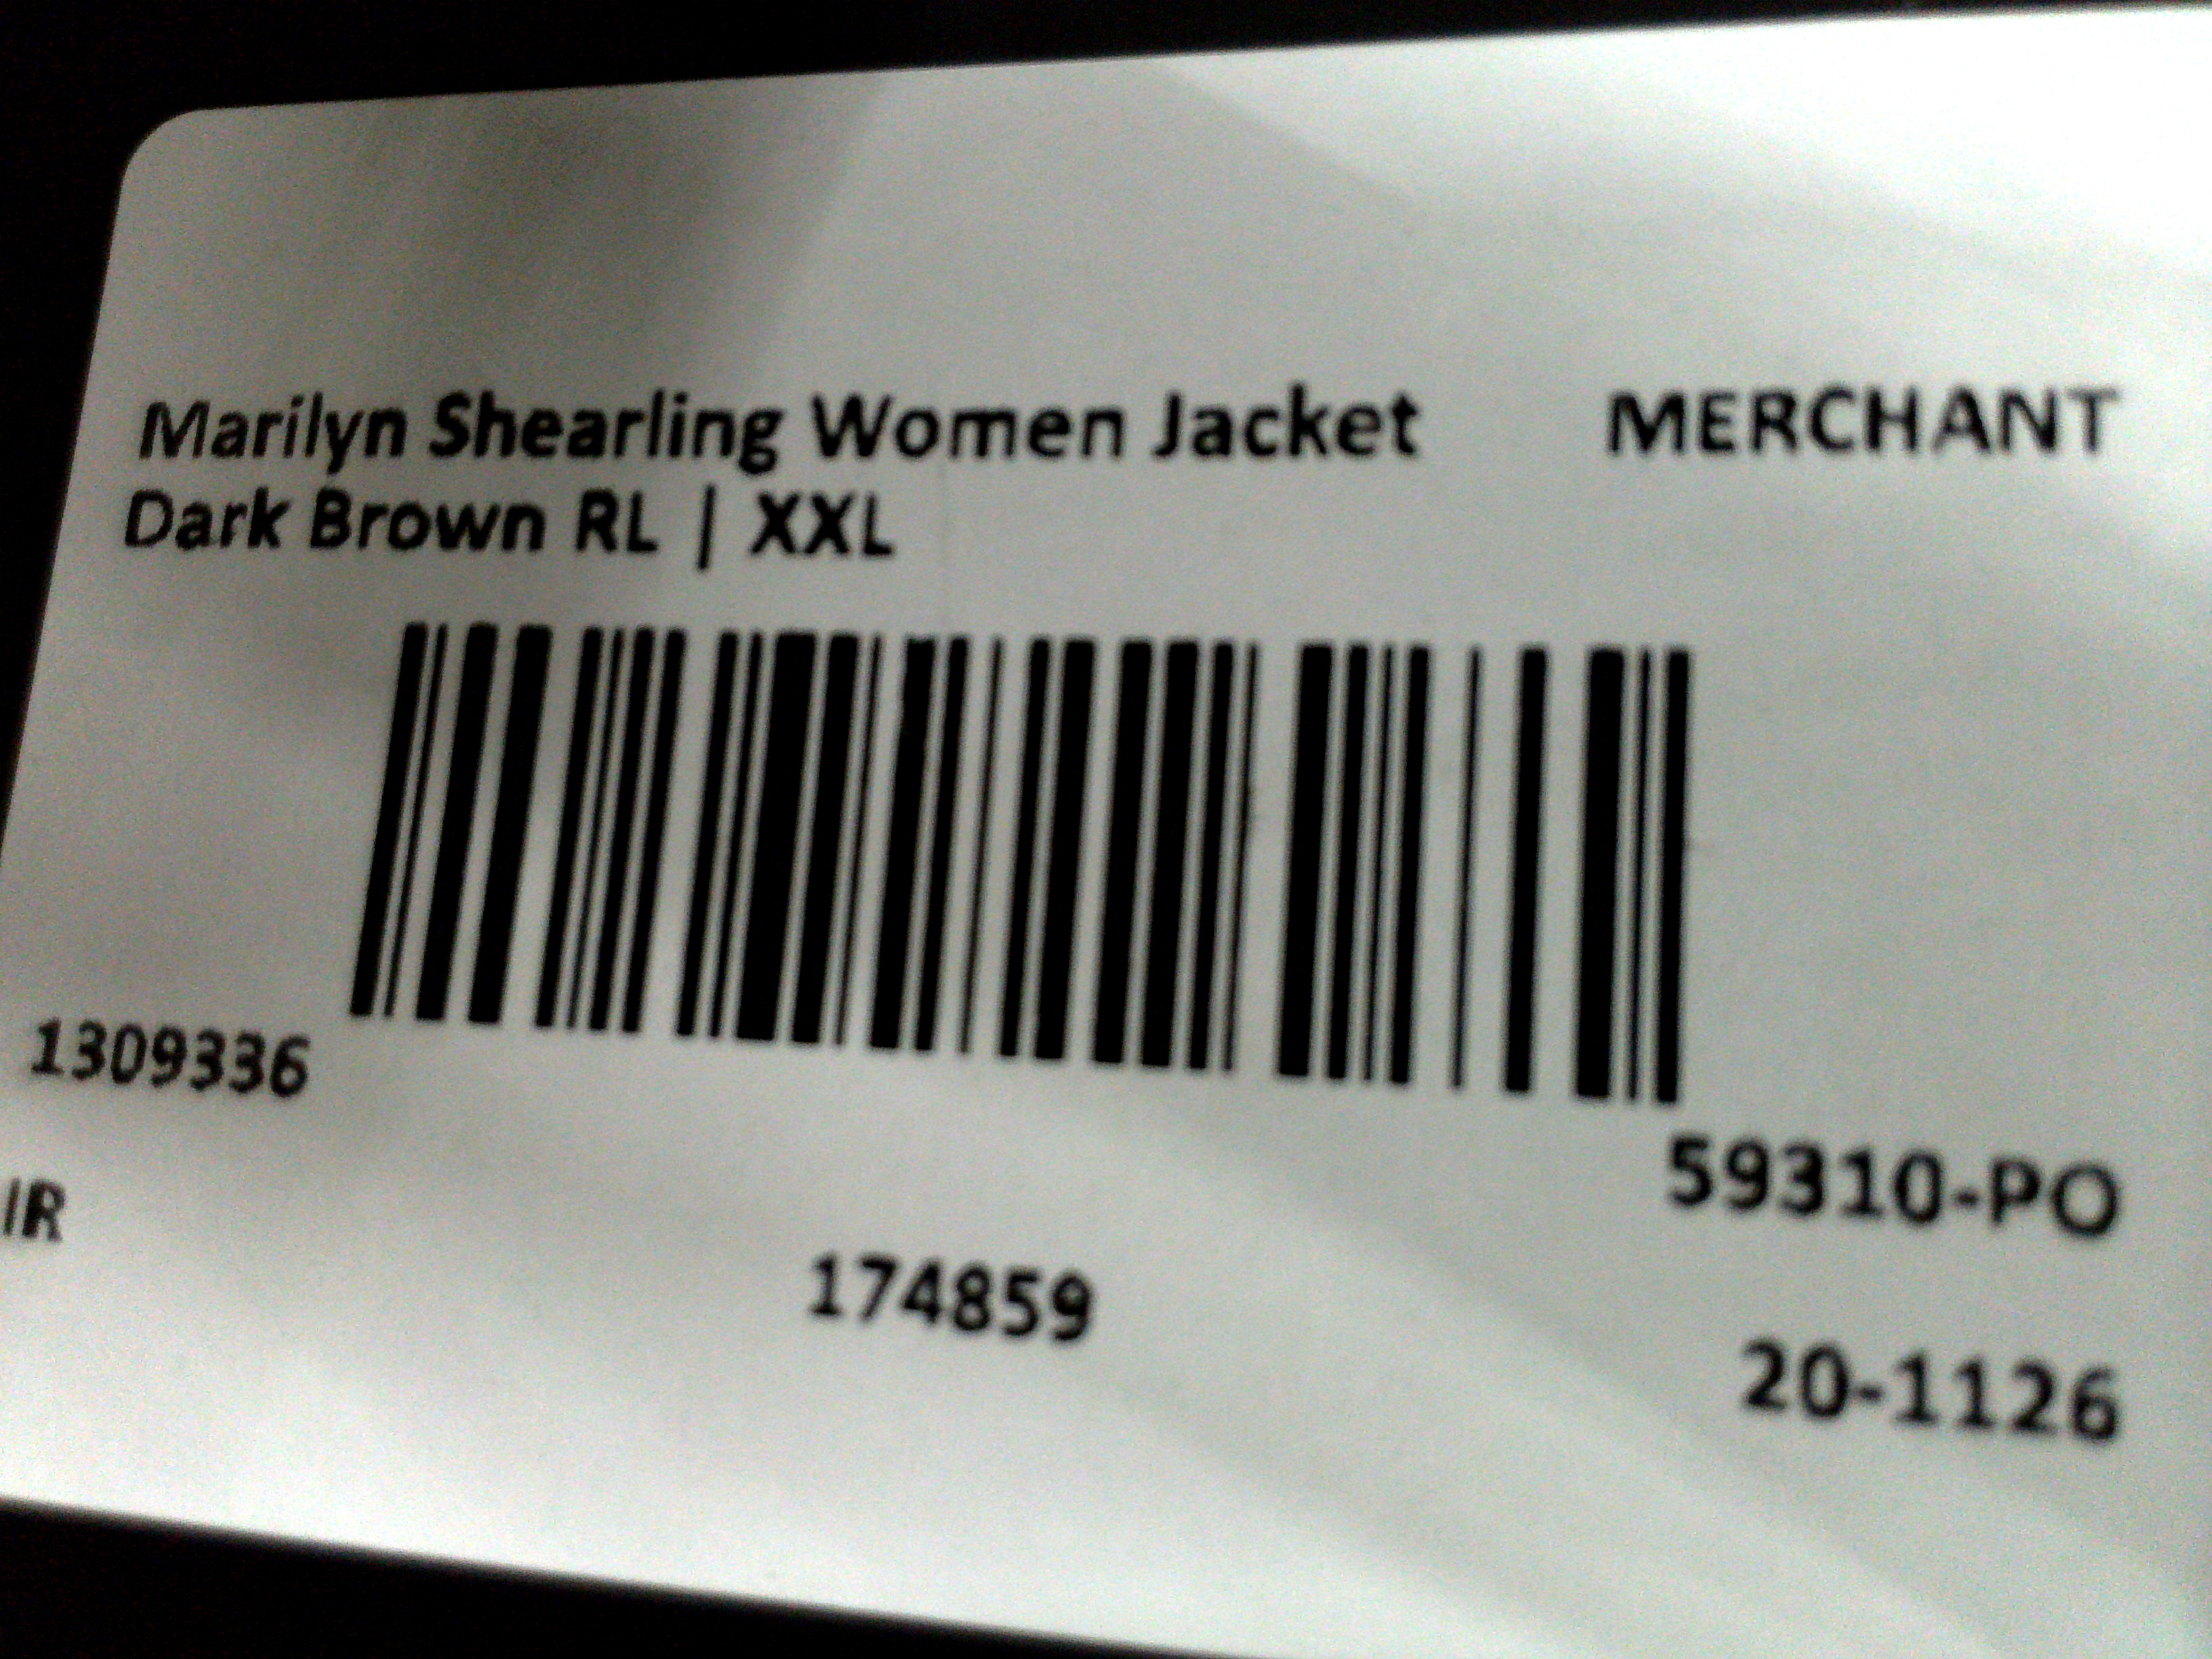 Marilyn Shearling Women Jacket MERCHANT
Dark Brown RL | XXL
1309336
59310-PO
IR
174859
20-1126